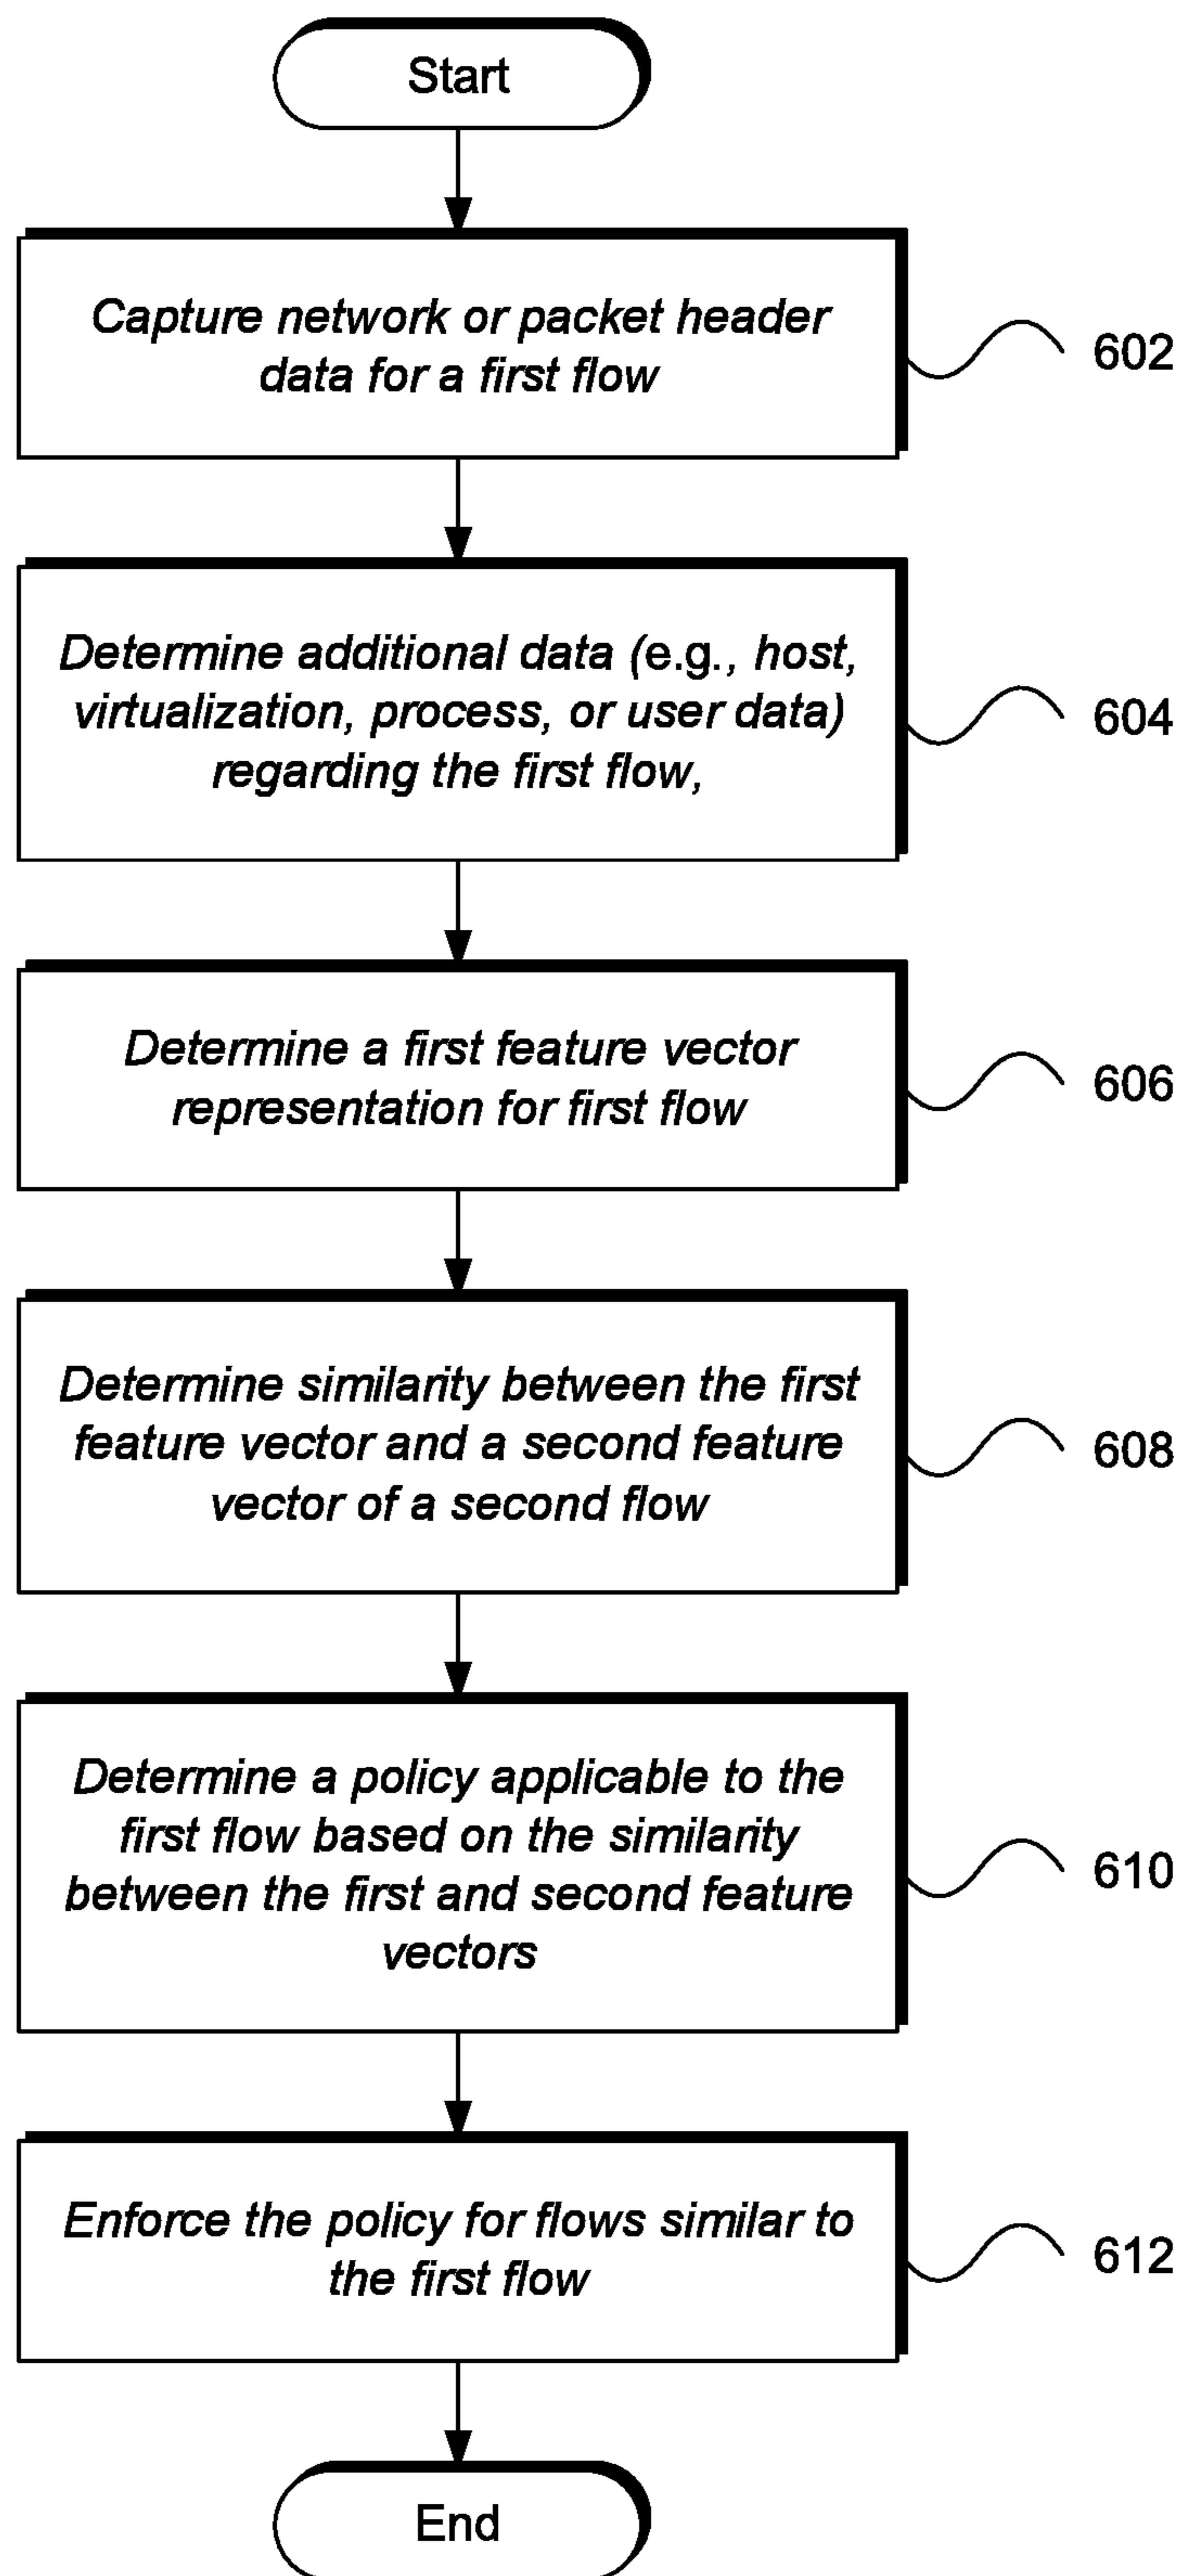 Start
Capture network or packet header
data for a first flow
602
Determine additional data (e.g., host,
virtualization, process, or user data)
regarding the first flow,
604
Determine a first feature vector
representation for first flow
606
Determine similarity between the first
feature vector and a second feature
vector of a second flow
608
Determine a policy applicable to the
first flow based on the similarity
between the first and second feature
vectors
610
Enforce the policy for flows similar to
the first flow
612
End